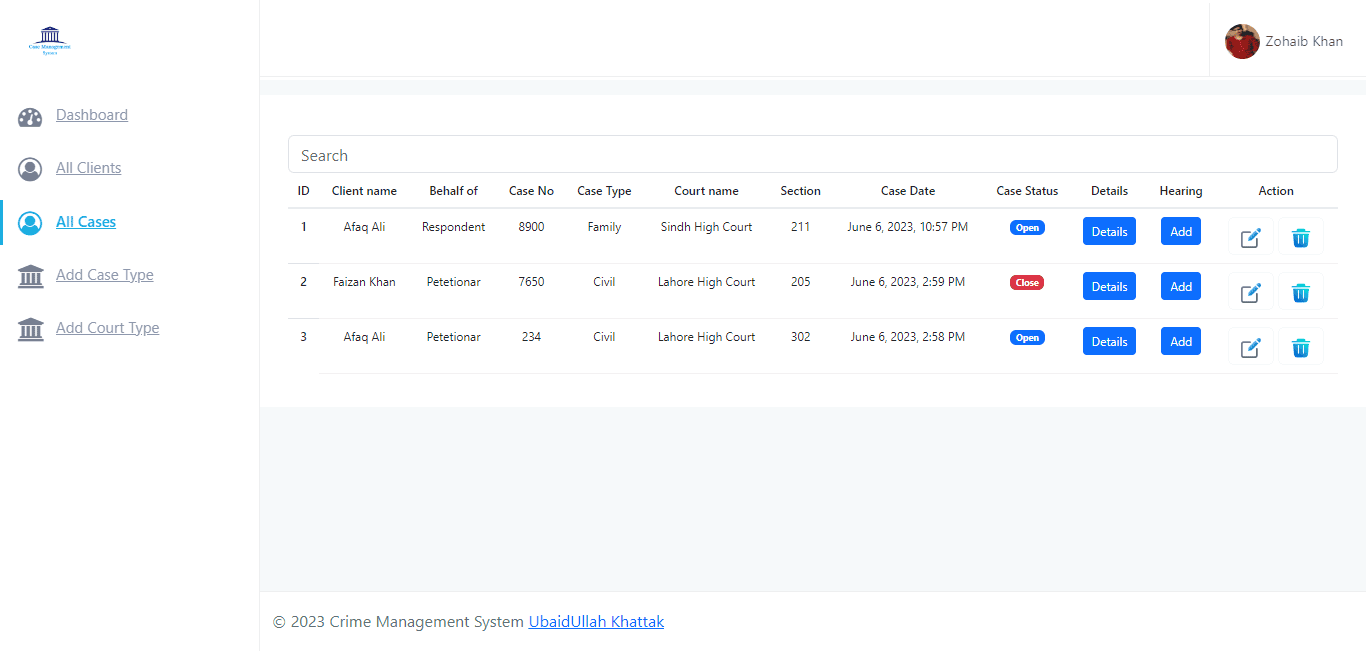 Case Management
System
Zohaib Khan
Dashboard
All Clients
All Cases
Add Case Type
Add Court Type
Search
ID Client name Behalf of Case No Case Type Court name Section Case Date Case Status Details Hearing Action
1 Afaq Ali Respondent 8900 Family Sindh High Court 211 June 6, 2023, 10:57 PM Open Details Add
2 Faizan Khan Petetionar 7650 Civil Lahore High Court 205 June 6, 2023, 2:59 PM Close Details Add
3 Afaq Ali Petetionar 234 Civil Lahore High Court 302 June 6, 2023, 2:58 PM Open Details Add
© 2023 Crime Management System UbaidUllah Khattak